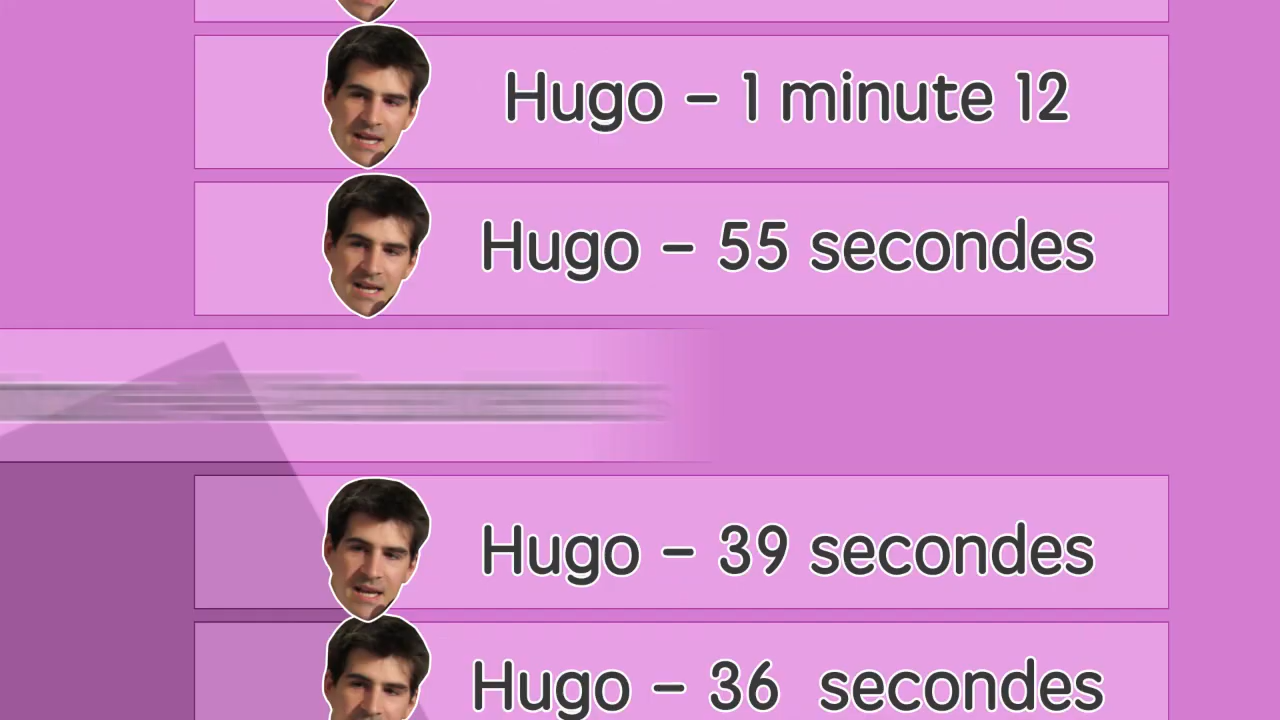 Hugo – 1 minute 12
Hugo – 55 secondes
Hugo – 39 secondes
Hugo – 36 secondes